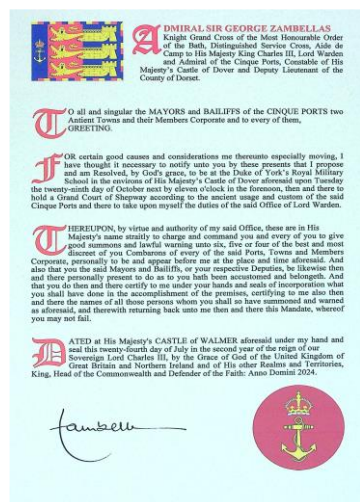 ADMIRAL SIR GEORGE ZAMBELLAS
Knight Grand Cross of the Most Honourable Order
of the Bath, Distinguished Service Cross, Aide de
Camp to His Majesty King Charles III, Lord Warden
and Admiral of the Cinque Ports, Constable of His
Majesty's Castle of Dover and Deputy Lieutenant of the
County of Dorset.
TO all and singular the MAYORS and BAILIFFS of the CINQUE PORTS two
Antient Towns and their Members Corporate and to every of them,
GREETING.
FOR certain good causes and considerations me thereunto especially moving, I
have thought it necessary to notify unto you by these presents that I propose
and am Resolved, by God's grace, to be at the Duke of York's Royal Military
School in the environs of His Majesty's Castle of Dover aforesaid upon Tuesday
the twenty-ninth day of October next by eleven o'clock in the forenoon, then and there to
hold a Grand Court of Shepway according to the ancient usage and custom of the said
Cinque Ports and there to take upon myself the duties of the said Office of Lord Warden.
THEREUPON, by virtue and authority of my said Office, these are in His
Majesty's name straitly to charge and command you and every of you to give
good summons and lawful warning unto six, five or four of the best and most
discreet of you Combarons of every of the said Ports, Towns and Members
Corporate, personally to be and appear before me at the place and time aforesaid. And
also that you the said Mayors and Bailiffs, or your respective Deputies, be likewise then
and there personally present to do as to you hath been accustomed and belongeth. And
that you do then and there certify to me under your hands and seals of incorporation what
you shall have done in the accomplishment of the premises, certifying to me also then
and there the names of all those persons whom you shall so have summoned and warned
as aforesaid, and therewith returning back unto me then and there this Mandate, whereof
you may not fail.
DATED at His Majesty's CASTLE of WALMER aforesaid under my hand and
seal this twenty-fourth day of July in the second year of the reign of our
Sovereign Lord Charles III, by the Grace of God of the United Kingdom of
Great Britain and Northern Ireland and of His other Realms and Territories,
King, Head of the Commonwealth and Defender of the Faith: Anno Domini 2024.